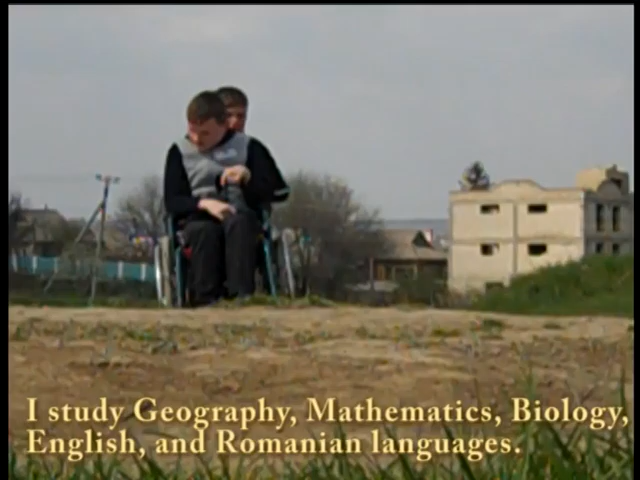 I study Geography, Mathematics, Biology,
English, and Romanian languages.